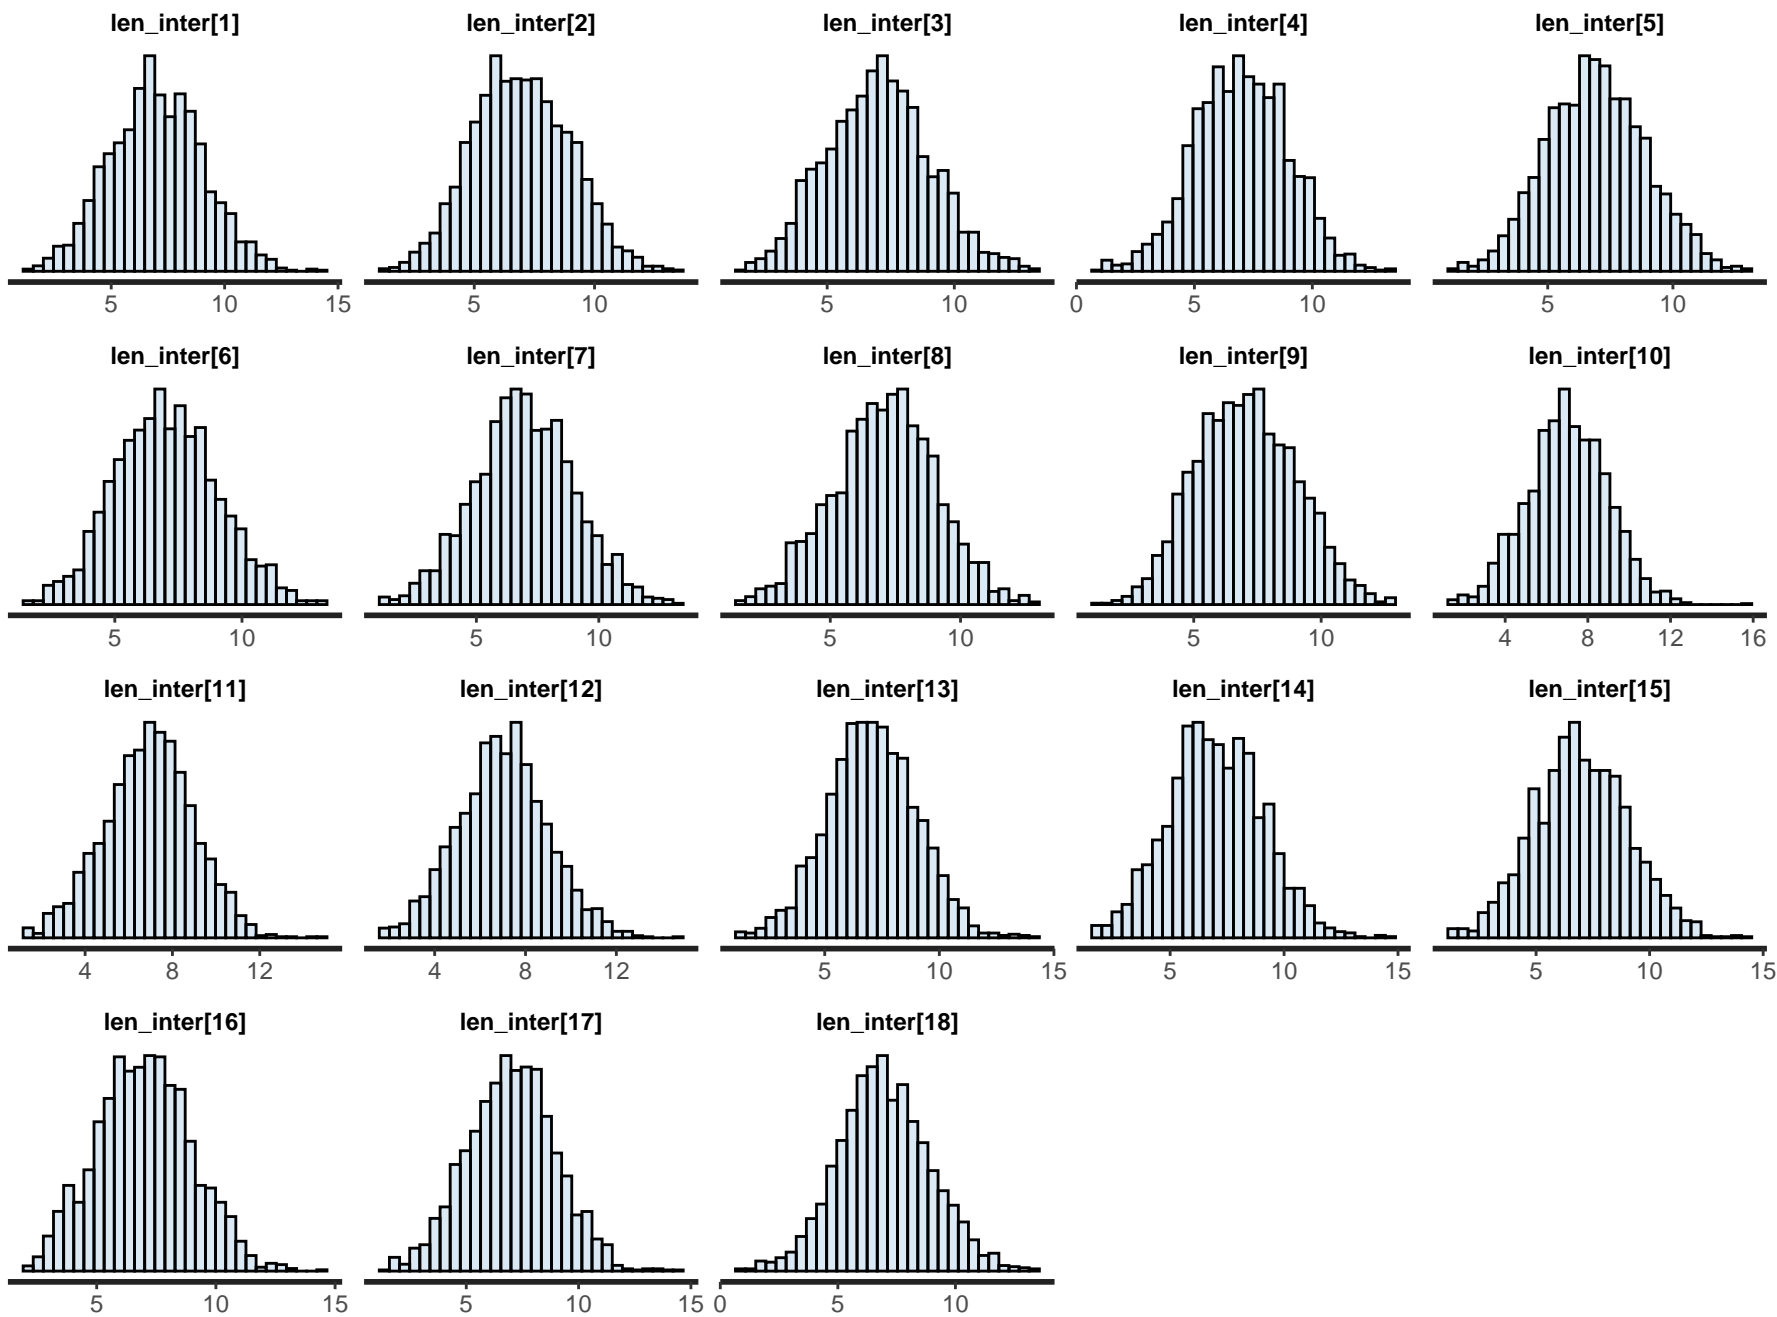 len_inter[1] len_inter[2] len_inter[3] len_inter[4] len_inter[5]
5 10 15 5 10 5 10 0 5 10 5 10
len_inter[6] len_inter[7] len_inter[8] len_inter[9] len_inter[10]
5 10 5 10 5 10 5 10 4 8 12 16
len_inter[11] len_inter[12] len_inter[13] len_inter[14] len_inter[15]
4 8 12 4 8 12 5 10 15 5 10 15 5 10 15
len_inter[16] len_inter[17] len_inter[18]
5 10 15 5 10 15 0 5 10